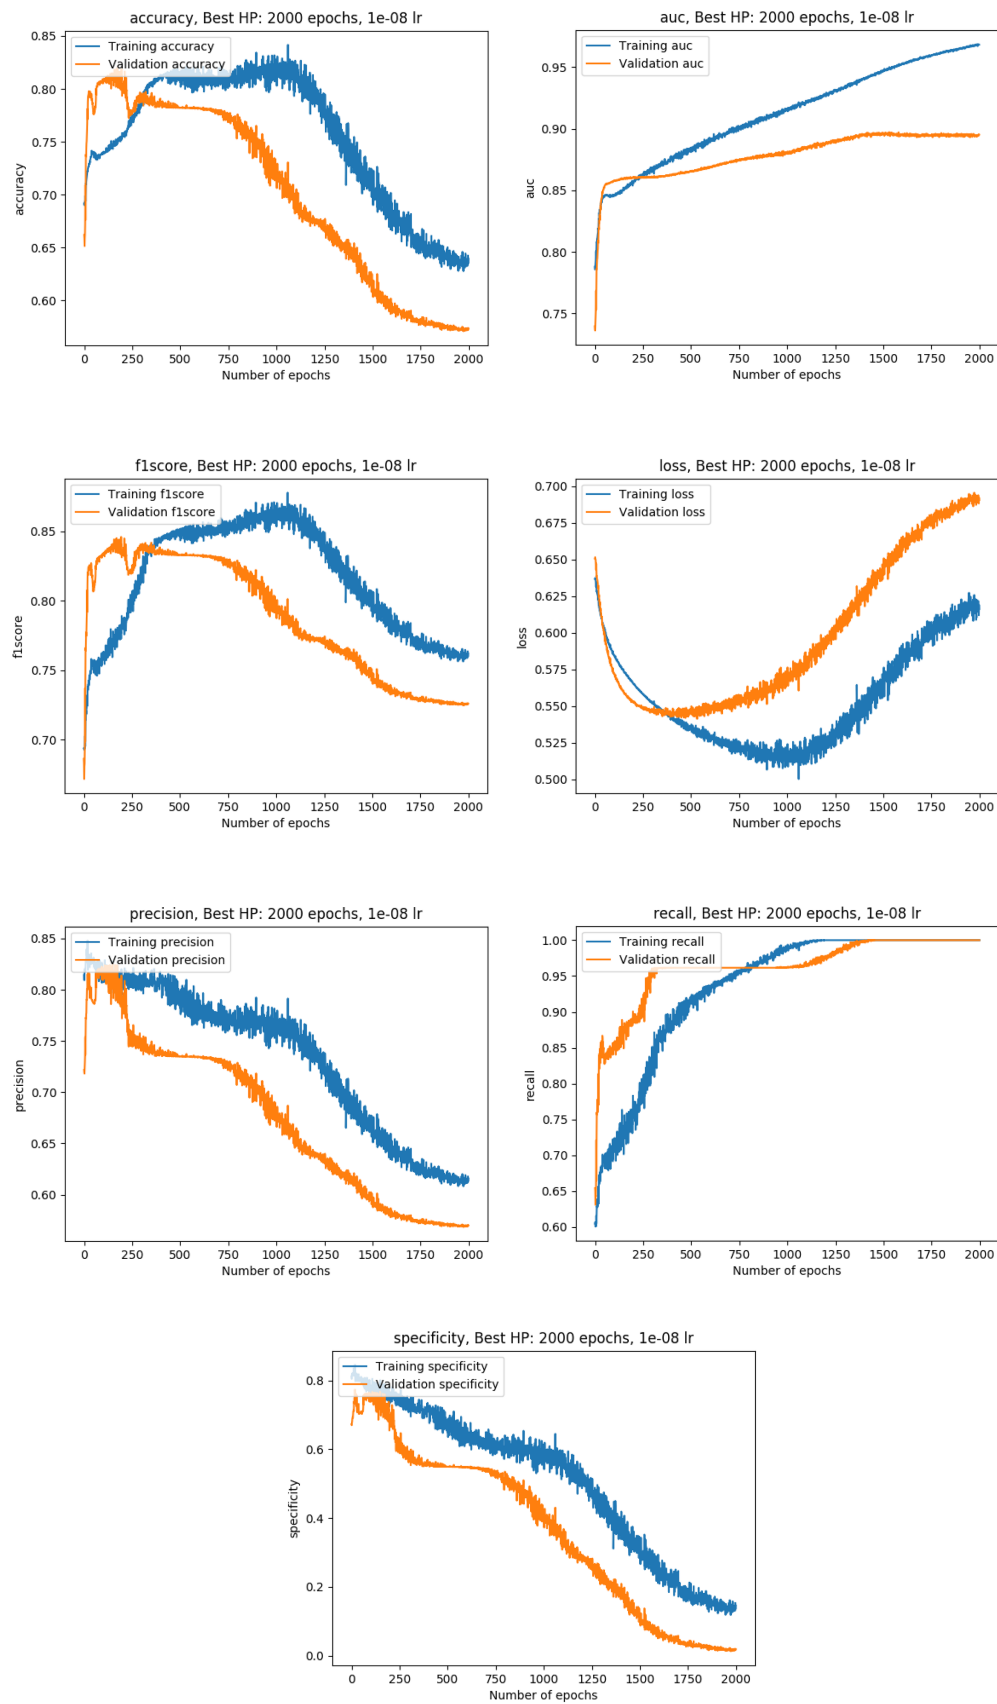 accuracy, Best HP: 2000 epochs, 1e-08 lr
Training accuracy
Validation accuracy
0.85
0.80
0.75
0.70
0.65
0.60
accuracy
0 250 500 750 1000 1250 1500 1750 2000
Number of epochs
auc, Best HP: 2000 epochs, 1e-08 lr
Training auc
Validation auc
0.95
0.90
0.85
0.80
0.75
auc
0 250 500 750 1000 1250 1500 1750 2000
Number of epochs
f1score, Best HP: 2000 epochs, 1e-08 lr
Training f1score
Validation f1score
0.85
0.80
0.75
0.70
f1score
0 250 500 750 1000 1250 1500 1750 2000
Number of epochs
loss, Best HP: 2000 epochs, 1e-08 lr
Training loss
Validation loss
0.700
0.675
0.650
0.625
0.600
0.575
0.550
0.525
0.500
loss
0 250 500 750 1000 1250 1500 1750 2000
Number of epochs
precision, Best HP: 2000 epochs, 1e-08 lr
Training precision
Validation precision
0.85
0.80
0.75
0.70
0.65
0.60
precision
0 250 500 750 1000 1250 1500 1750 2000
Number of epochs
recall, Best HP: 2000 epochs, 1e-08 lr
Training recall
Validation recall
1.00
0.95
0.90
0.85
0.80
0.75
0.70
0.65
0.60
recall
0 250 500 750 1000 1250 1500 1750 2000
Number of epochs
specificity, Best HP: 2000 epochs, 1e-08 lr
Training specificity
Validation specificity
0.8
0.6
0.4
0.2
0.0
specificity
0 250 500 750 1000 1250 1500 1750 2000
Number of epochs